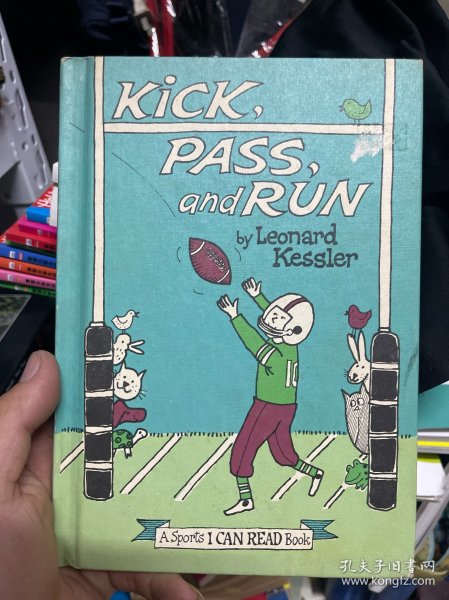 KiCK,
PASS,
and RUN
by Leonard
Kessler
10
A Sports I CAN READ Book
孔夫子旧书网
www.kongfz.com